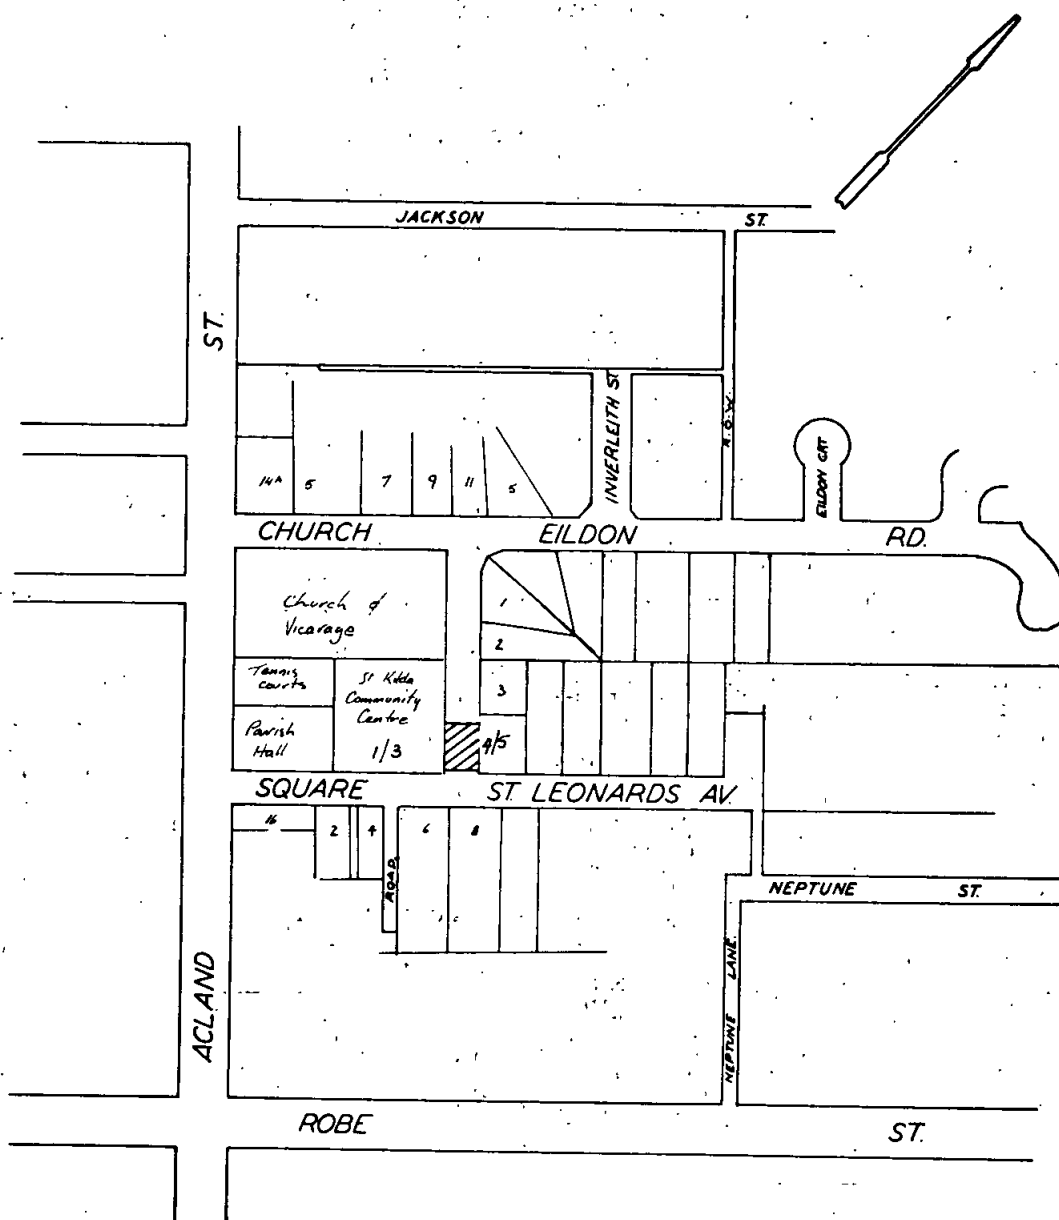 JACKSON ST.
ST.
INVERLEITH ST
R.O.W.
EILDON GRT
14A 5 7 9 11 5
CHURCH EILDON RD.
Church &
Vicarage
1
2
Tennis
Courts
St Kilda
Community
Centre
1/3
3
Parish
Hall
4/5
SQUARE ST. LEONARDS AV.
16 2 4 6 8
ROAD
NEPTUNE ST.
NEPTUNE LANE.
ACLAND
ROBE ST.